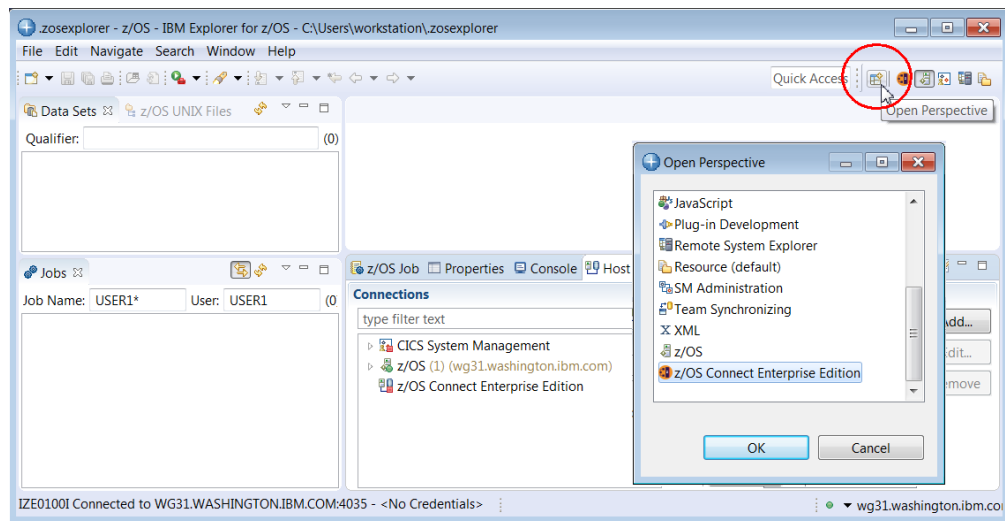 .zosexplorer - z/OS - IBM Explorer for z/OS - C:\Users\workstation\.zosexplorer
File Edit Navigate Search Window Help
Quick Access
Open Perspective
Data Sets z/OS UNIX Files
Qualifier: (0)
Open Perspective
JavaScript
Plug-in Development
Remote System Explorer
Resource (default)
SM Administration
Team Synchronizing
XML
z/OS
z/OS Connect Enterprise Edition
OK Cancel
Jobs
Job Name: USER1* User: USER1 (0
z/OS Job Properties Console Host
Connections
type filter text
CICS System Management
z/OS (1) (wg31.washington.ibm.com)
z/OS Connect Enterprise Edition
Add...
Edit...
emove
IZE0100I Connected to WG31.WASHINGTON.IBM.COM:4035 - <No Credentials>
wg31.washington.ibm.co